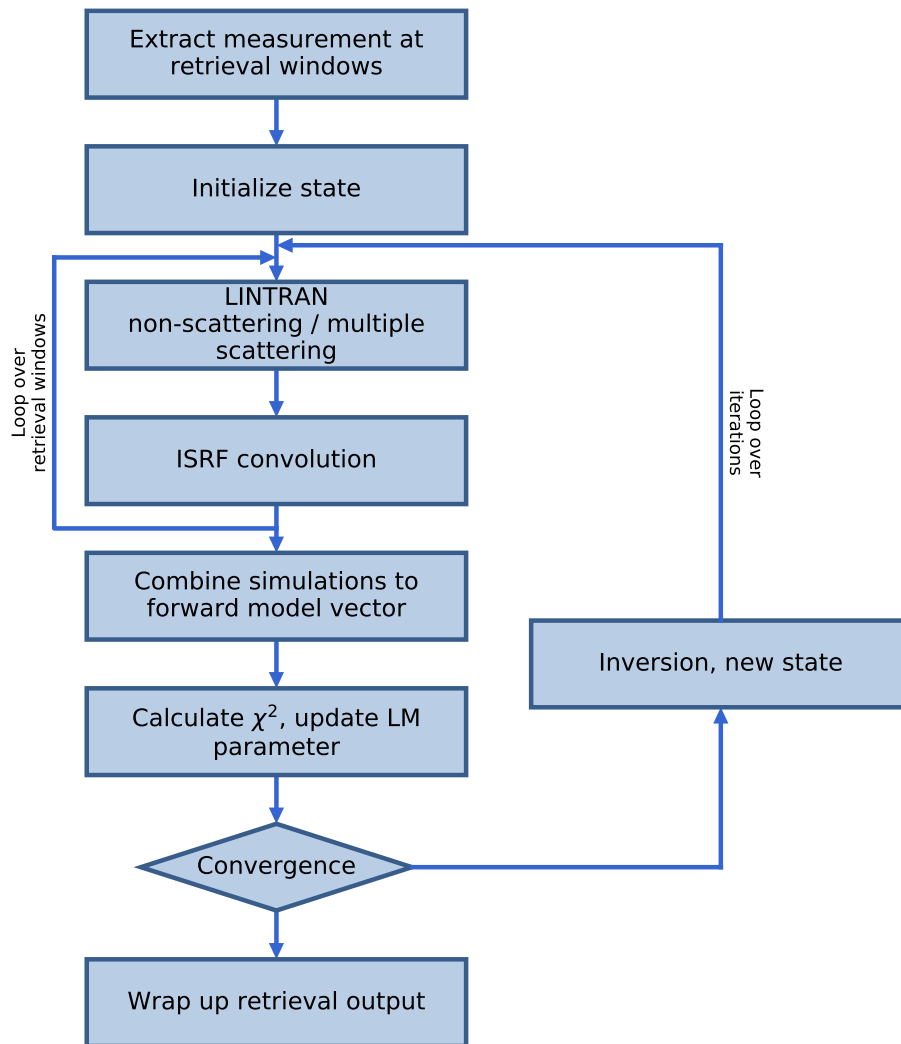 Extract measurement at
retrieval windows
Initialize state
LINTRAN
non-scattering / multiple
scattering
Loop over
retrieval windows
ISRF convolution
Loop over
iterations
Combine simulations to
forward model vector
Inversion, new state
Calculate χ², update LM
parameter
Convergence
Wrap up retrieval output